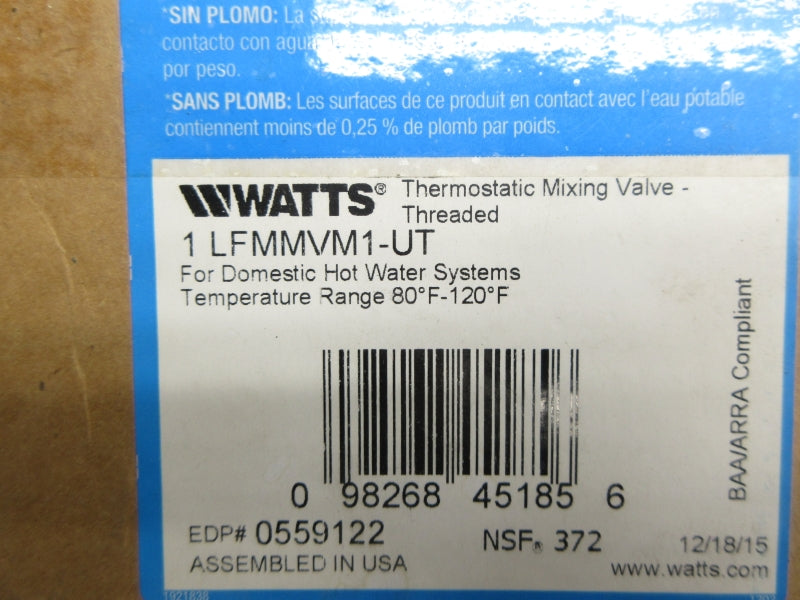 *SIN PLOMO: La
contacto con agua
por peso.
*SANS PLOMB: Les surfaces de ce produit en contact avec l'eau potable
contiennent moins de 0,25 % de plomb par poids.
WATTS® Thermostatic Mixing Valve -
Threaded
1 LFMMVM1-UT
For Domestic Hot Water Systems
Temperature Range 80°F-120°F
BAA/ARRA Compliant
0 98268 45185 6
EDP# 0559122 NSF® 372 12/18/15
ASSEMBLED IN USA www.watts.com
1921838